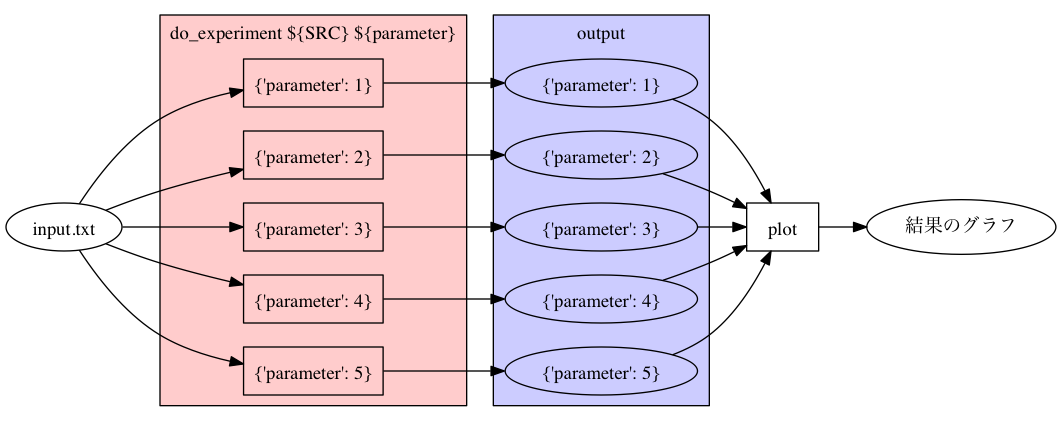 do_experiment ${SRC} ${parameter}
output
input.txt
{'parameter': 1}
{'parameter': 2}
{'parameter': 3}
{'parameter': 4}
{'parameter': 5}
{'parameter': 1}
{'parameter': 2}
{'parameter': 3}
{'parameter': 4}
{'parameter': 5}
plot
結果のグラフ